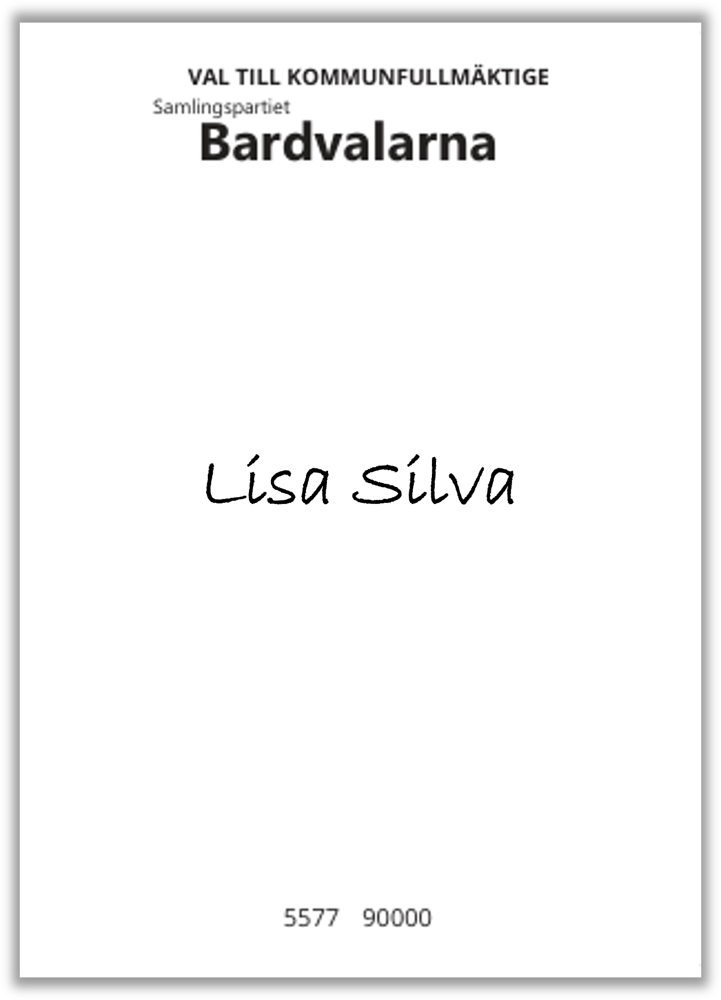 VAL TILL KOMMUNFULLMÄKTIGE
Samlingspartiet
Bardvalarna
Lisa Silva
5577 90000